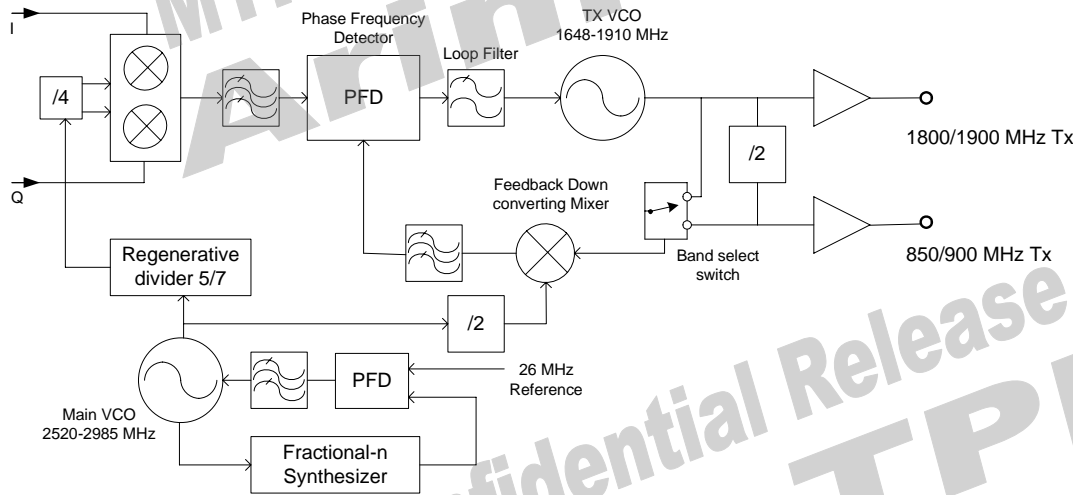 I
Q
/4
Phase Frequency
Detector
PFD
Loop Filter
TX VCO
1648-1910 MHz
/2
1800/1900 MHz Tx
850/900 MHz Tx
Band select
switch
Feedback Down
converting Mixer
Regenerative
divider 5/7
/2
Main VCO
2520-2985 MHz
PFD
26 MHz
Reference
Fractional-n
Synthesizer